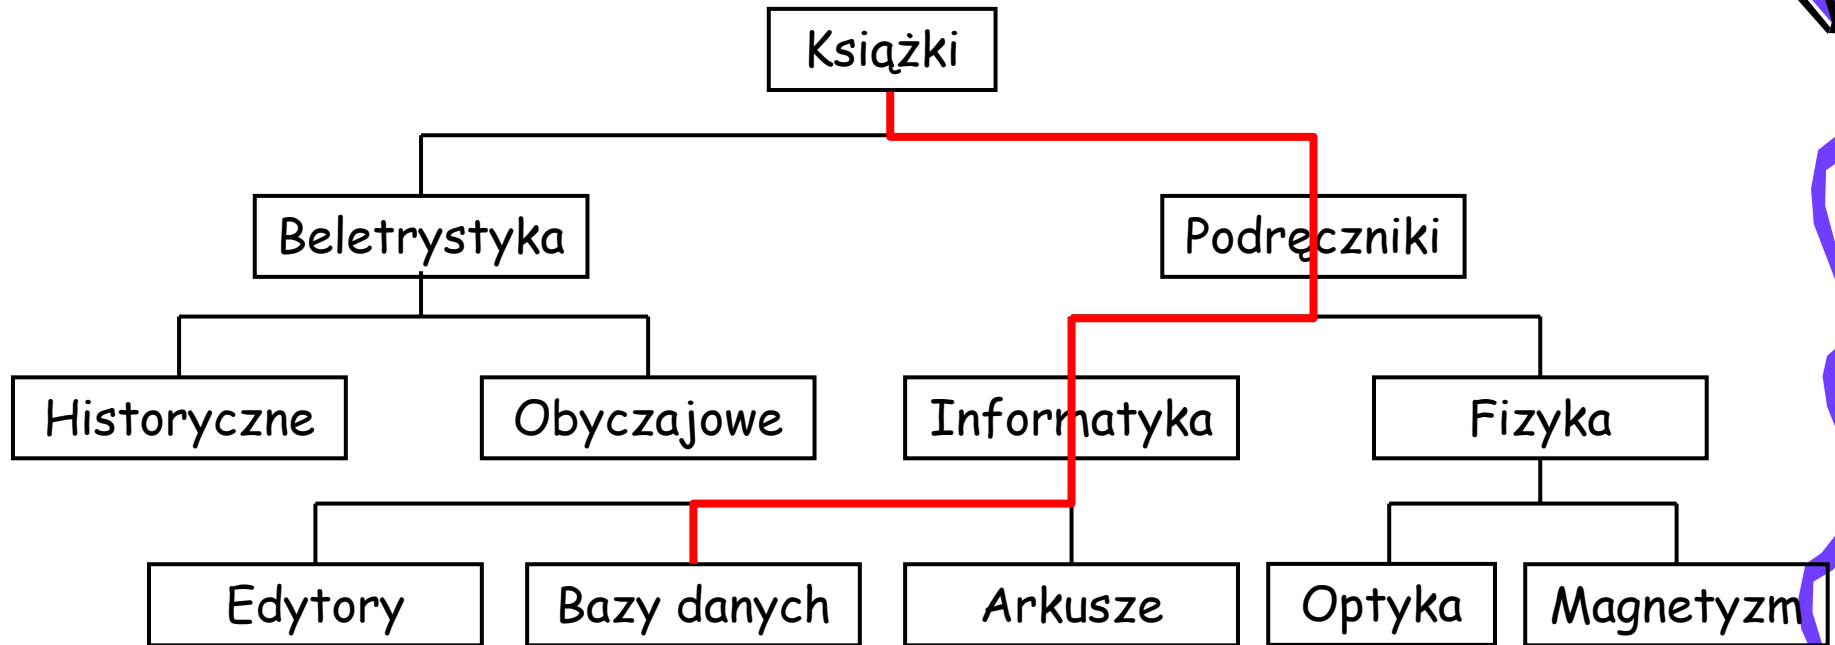 Książki
Beletrystyka
Podręczniki
Historyczne
Obyczajowe
Informatyka
Fizyka
Edytory
Bazy danych
Arkusze
Optyka
Magnetyzm